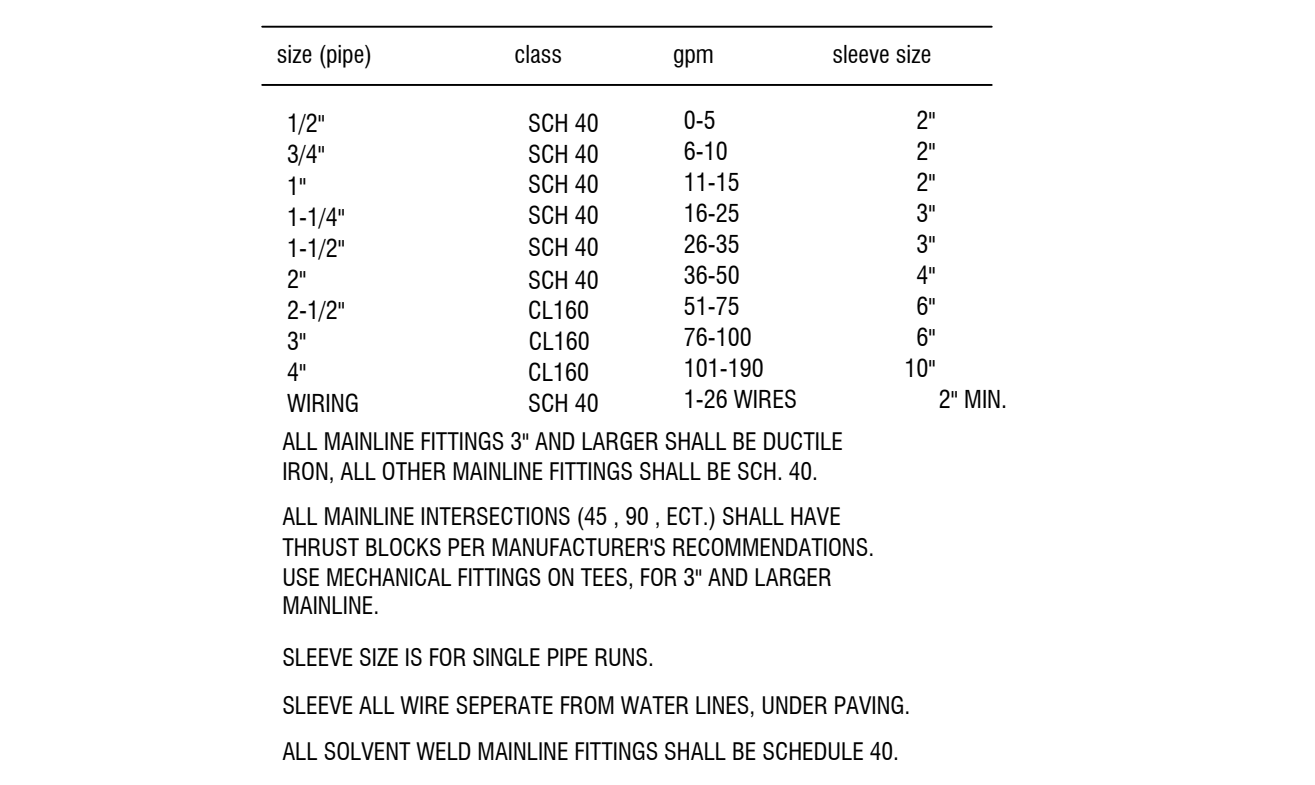 size (pipe) class gpm sleeve size
1/2" SCH 40 0-5 2"
3/4" SCH 40 6-10 2"
1" SCH 40 11-15 2"
1-1/4" SCH 40 16-25 3"
1-1/2" SCH 40 26-35 3"
2" SCH 40 36-50 4"
2-1/2" CL160 51-75 6"
3" CL160 76-100 6"
4" CL160 101-190 10"
WIRING SCH 40 1-26 WIRES 2" MIN.
ALL MAINLINE FITTINGS 3" AND LARGER SHALL BE DUCTILE
IRON, ALL OTHER MAINLINE FITTINGS SHALL BE SCH. 40.
ALL MAINLINE INTERSECTIONS (45 , 90 , ECT.) SHALL HAVE
THRUST BLOCKS PER MANUFACTURER'S RECOMMENDATIONS.
USE MECHANICAL FITTINGS ON TEES, FOR 3" AND LARGER
MAINLINE.
SLEEVE SIZE IS FOR SINGLE PIPE RUNS.
SLEEVE ALL WIRE SEPERATE FROM WATER LINES, UNDER PAVING.
ALL SOLVENT WELD MAINLINE FITTINGS SHALL BE SCHEDULE 40.